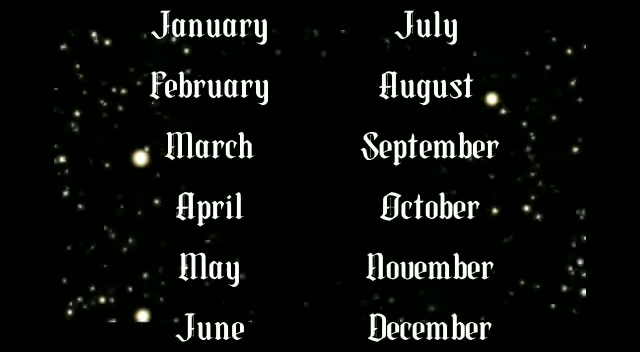 January
February
March
April
May
June
July
August
September
October
November
December